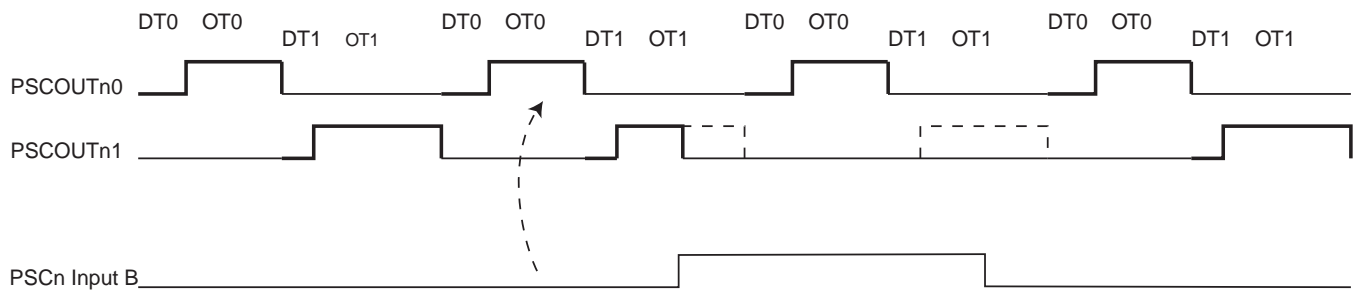 DT0 OT0 DT0 OT0 DT0 OT0 DT0 OT0
DT1 OT1 DT1 OT1 DT1 OT1 DT1 OT1
PSCOUTn0
PSCOUTn1
PSCn Input B